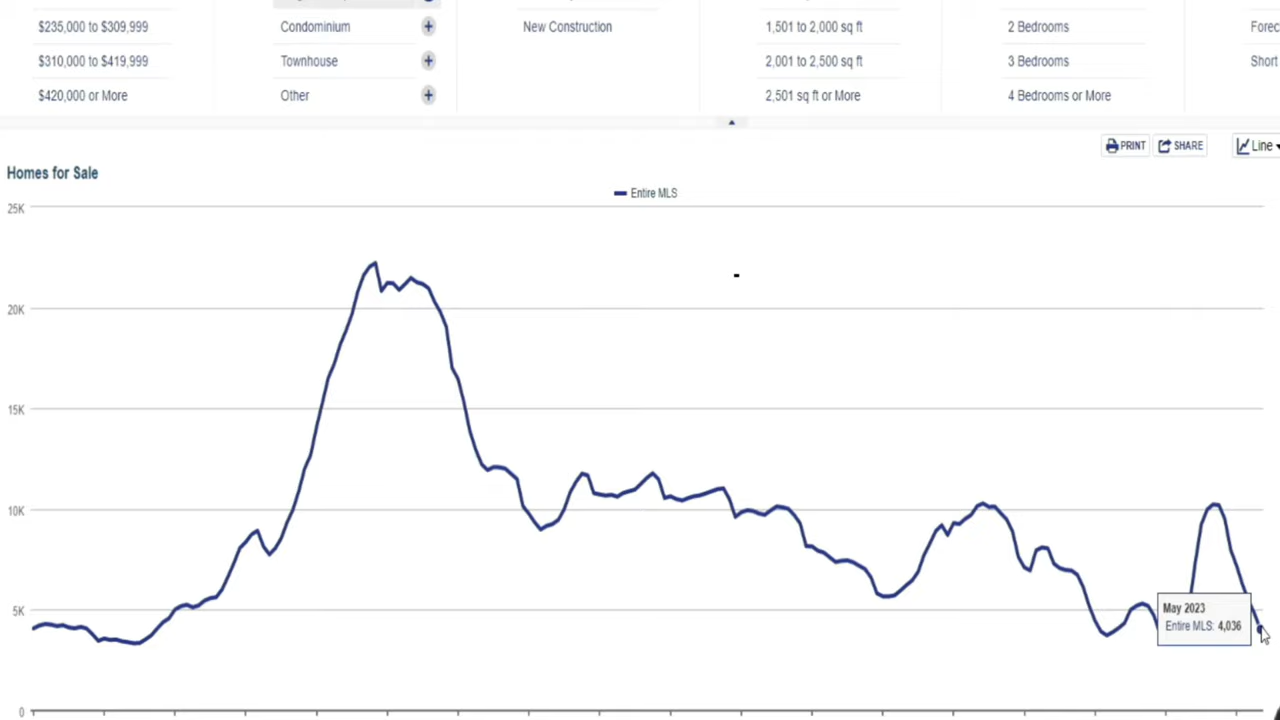 $235,000 to $309,999 Condominium + New Construction 1,501 to 2,000 sq ft 2 Bedrooms
$310,000 to $419,999 Townhouse + 2,001 to 2,500 sq ft 3 Bedrooms Short
$420,000 or More Other + 2,501 sq ft or More 4 Bedrooms or More
PRINT SHARE Line
Homes for Sale
Entire MLS
25K
20K
15K
10K
5K
May 2023
Entire MLS: 4,036
0